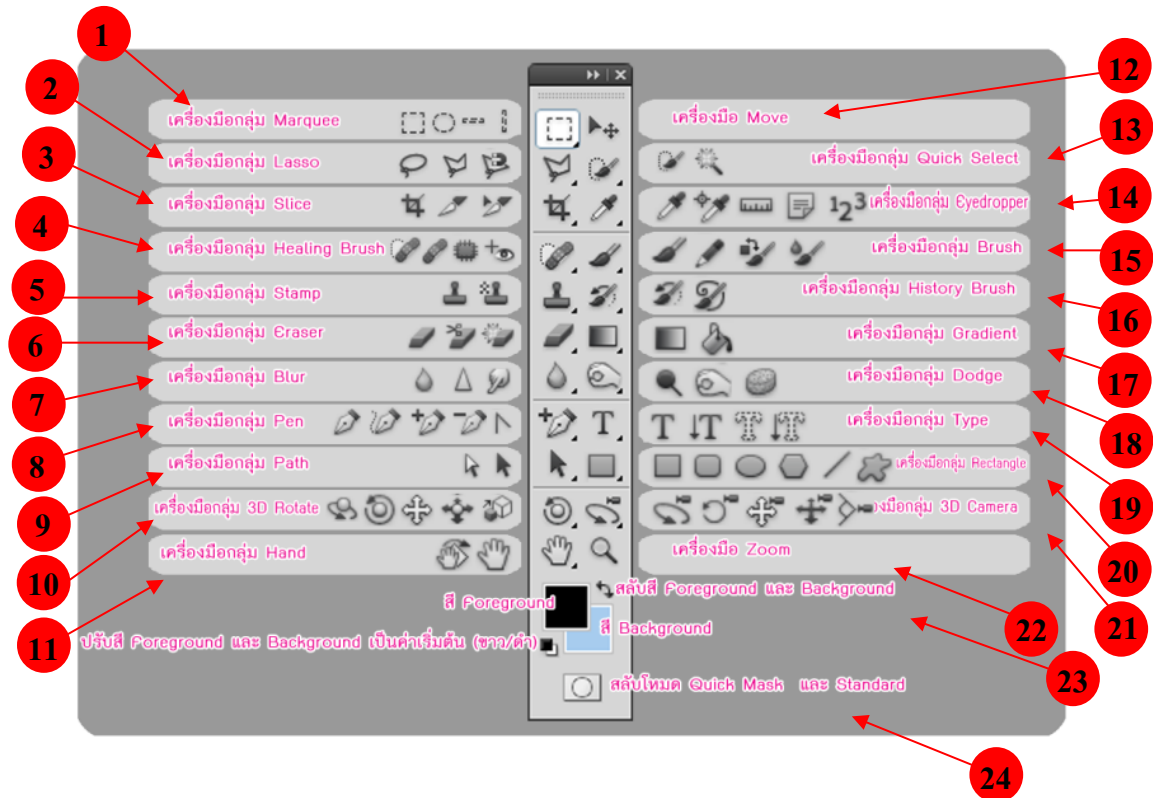 1
2
3
4
5
6
7
8
9
10
11
เครื่องมือกลุ่ม Marquee
เครื่องมือกลุ่ม Lasso
เครื่องมือกลุ่ม Slice
เครื่องมือกลุ่ม Healing Brush
เครื่องมือกลุ่ม Stamp
เครื่องมือกลุ่ม Eraser
เครื่องมือกลุ่ม Blur
เครื่องมือกลุ่ม Pen
เครื่องมือกลุ่ม Path
เครื่องมือกลุ่ม 3D Rotate
เครื่องมือกลุ่ม Hand
T
เครื่องมือ Move
เครื่องมือกลุ่ม Quick Select
123 เครื่องมือกลุ่ม Eyedropper
เครื่องมือกลุ่ม Brush
เครื่องมือกลุ่ม History Brush
เครื่องมือกลุ่ม Gradient
เครื่องมือกลุ่ม Dodge
T T T T เครื่องมือกลุ่ม Type
เครื่องมือกลุ่ม Rectangle
องมือกลุ่ม 3D Camera
เครื่องมือ Zoom
สลับสี Foreground และ Background
สี Foreground
สี Background
ปรับสี Foreground และ Background เป็นค่าเริ่มต้น (ขาว/ดำ)
สลับโหมด Quick Mask และ Standard
12
13
14
15
16
17
18
19
20
21
22
23
24